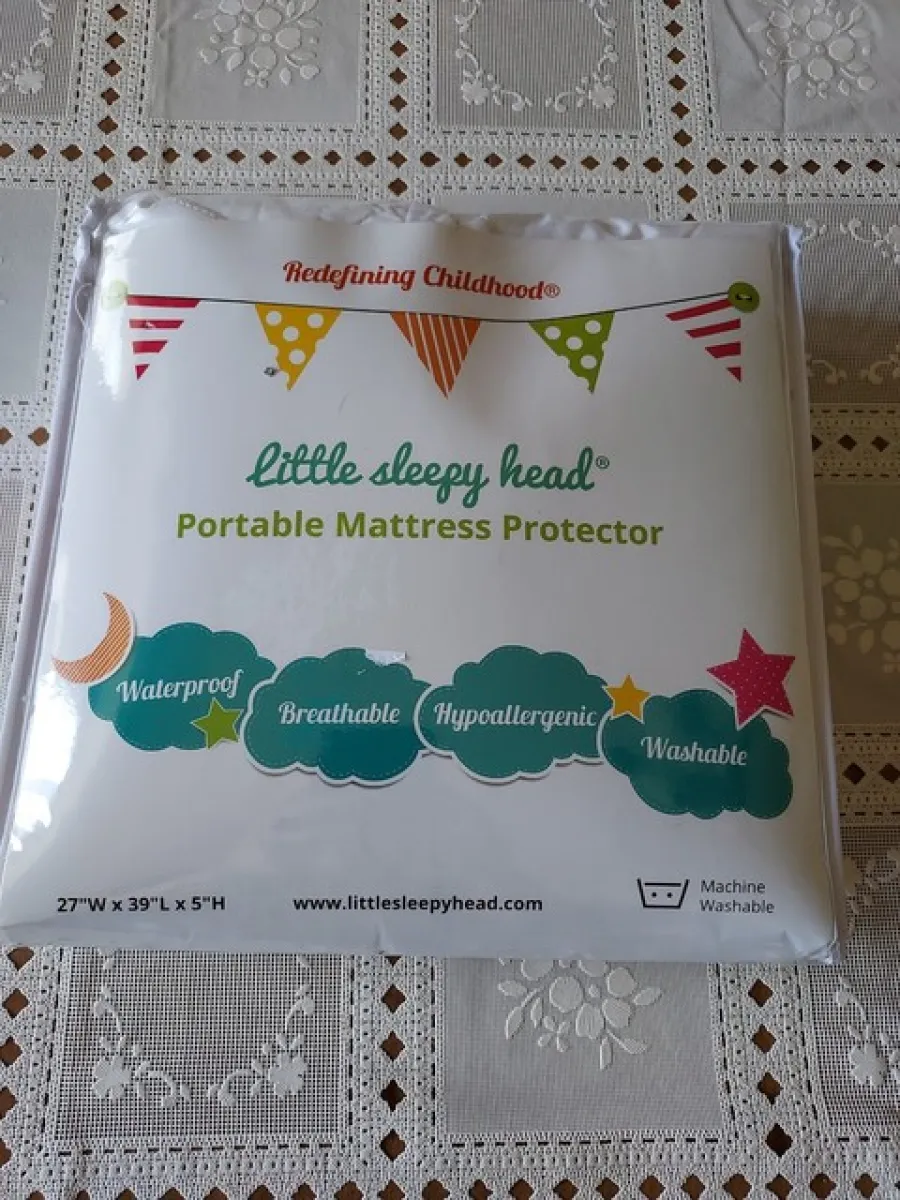 Redefining Childhood®
Little sleepy head®
Portable Mattress Protector
Waterproof
Breathable
Hypoallergenic
Washable
27"W x 39"L x 5"H
www.littlesleepyhead.com
Machine
Washable